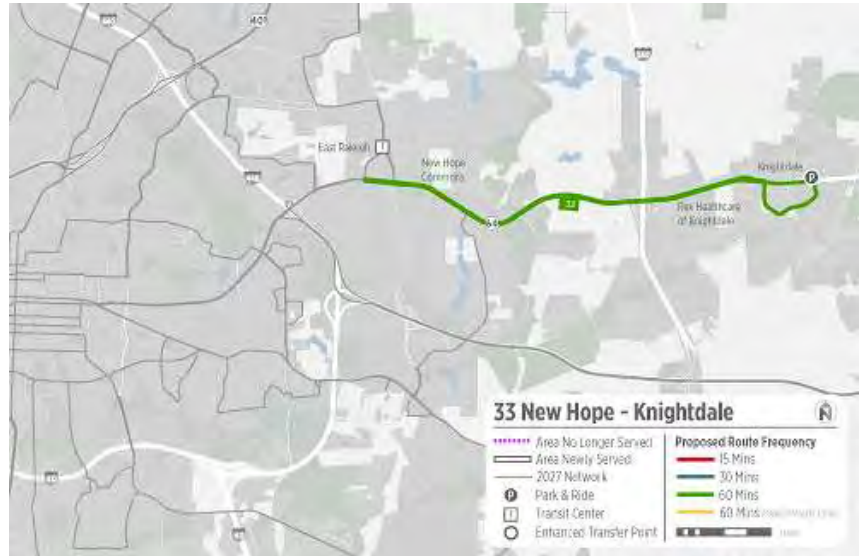 401
East Raleigh
T
New Hope
Commons
Knightdale
P
33
64
Rex Healthcare
of Knightdale
33 New Hope - Knightdale
N
Area No Longer Served
Area Newly Served
2027 Network
P Park & Ride
T Transit Center
Enhanced Transfer Point
Proposed Route Frequency
15 Mins
30 Mins
60 Mins
60 Mins